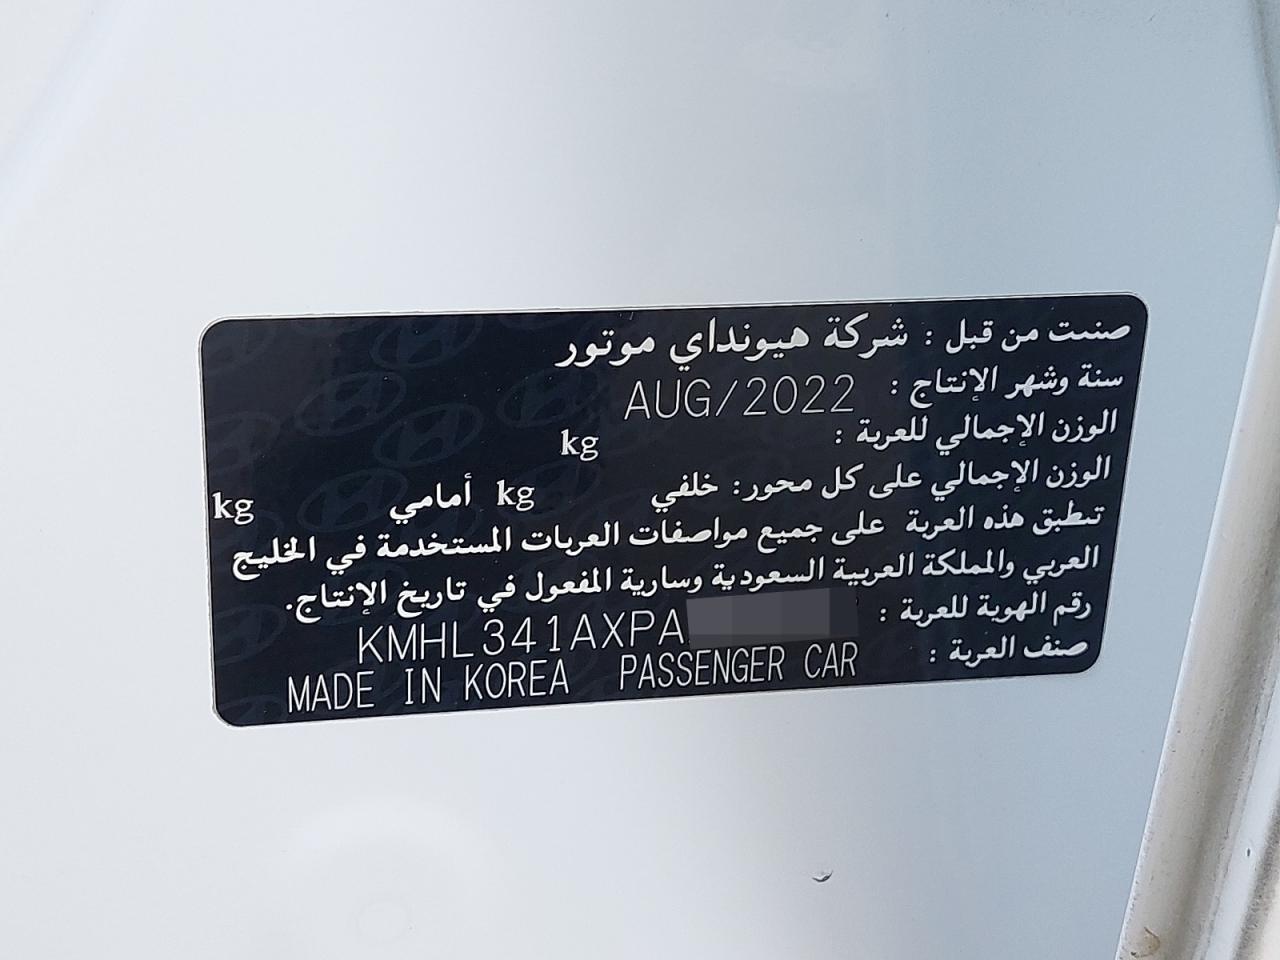 صنعت من قبل : شركة هيونداي موتور
سنة وشهر الإنتاج : AUG/2022
الوزن الإجمالي للعربة : kg
الوزن الإجمالي على كل محور: خلفي kg أمامي kg
تنطبق هذه العربة على جميع مواصفات العربات المستخدمة في الخليج
العربي والمملكة العربية السعودية وسارية المفعول في تاريخ الإنتاج.
رقم الهوية للعربة : KMHL341AXPA
صنف العربة : PASSENGER CAR MADE IN KOREA